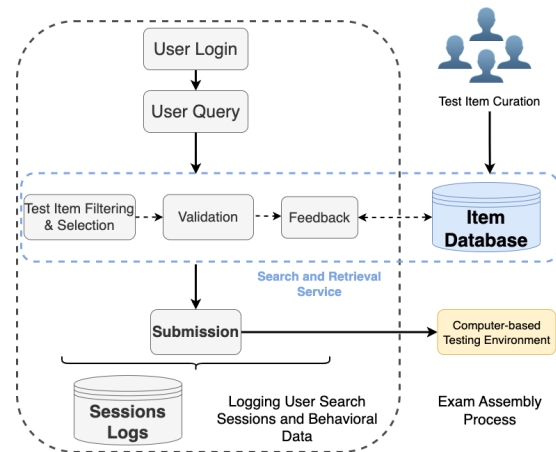 User Login
User Query
Test Item Curation
Test Item Filtering
& Selection
Validation
Feedback
Item
Database
Search and Retrieval
Service
Submission
Computer-based
Testing Environment
Sessions
Logs
Logging User Search
Sessions and Behavioral
Data
Exam Assembly
Process